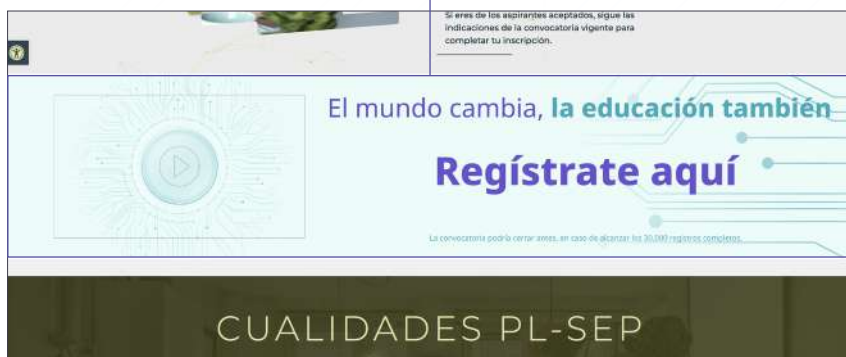 Si eres de los aspirantes aceptados, sigue las
indicaciones de la convocatoria vigente para
completar tu inscripción.
El mundo cambia, la educación también
Regístrate aquí
La convocatoria podría cerrar antes, en caso de alcanzar los 30,000 registros completos.
CUALIDADES PL-SEP